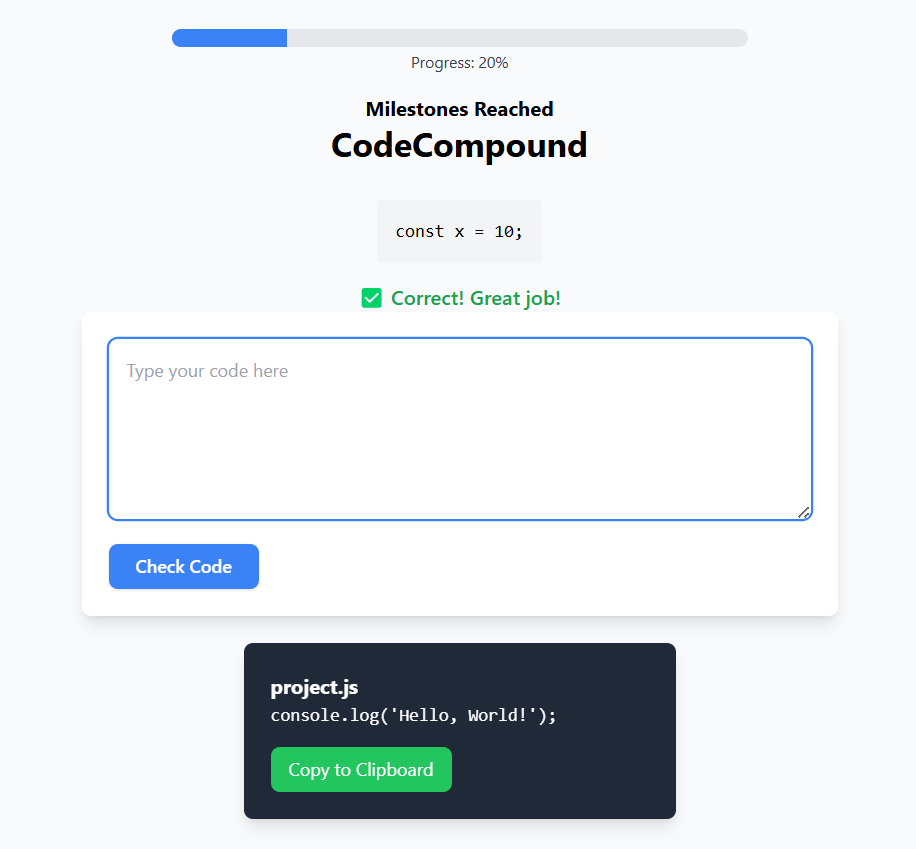 Progress: 20%
Milestones Reached
CodeCompound
const x = 10;
✅ Correct! Great job!
Type your code here
Check Code
project.js
console.log('Hello, World!');
Copy to Clipboard